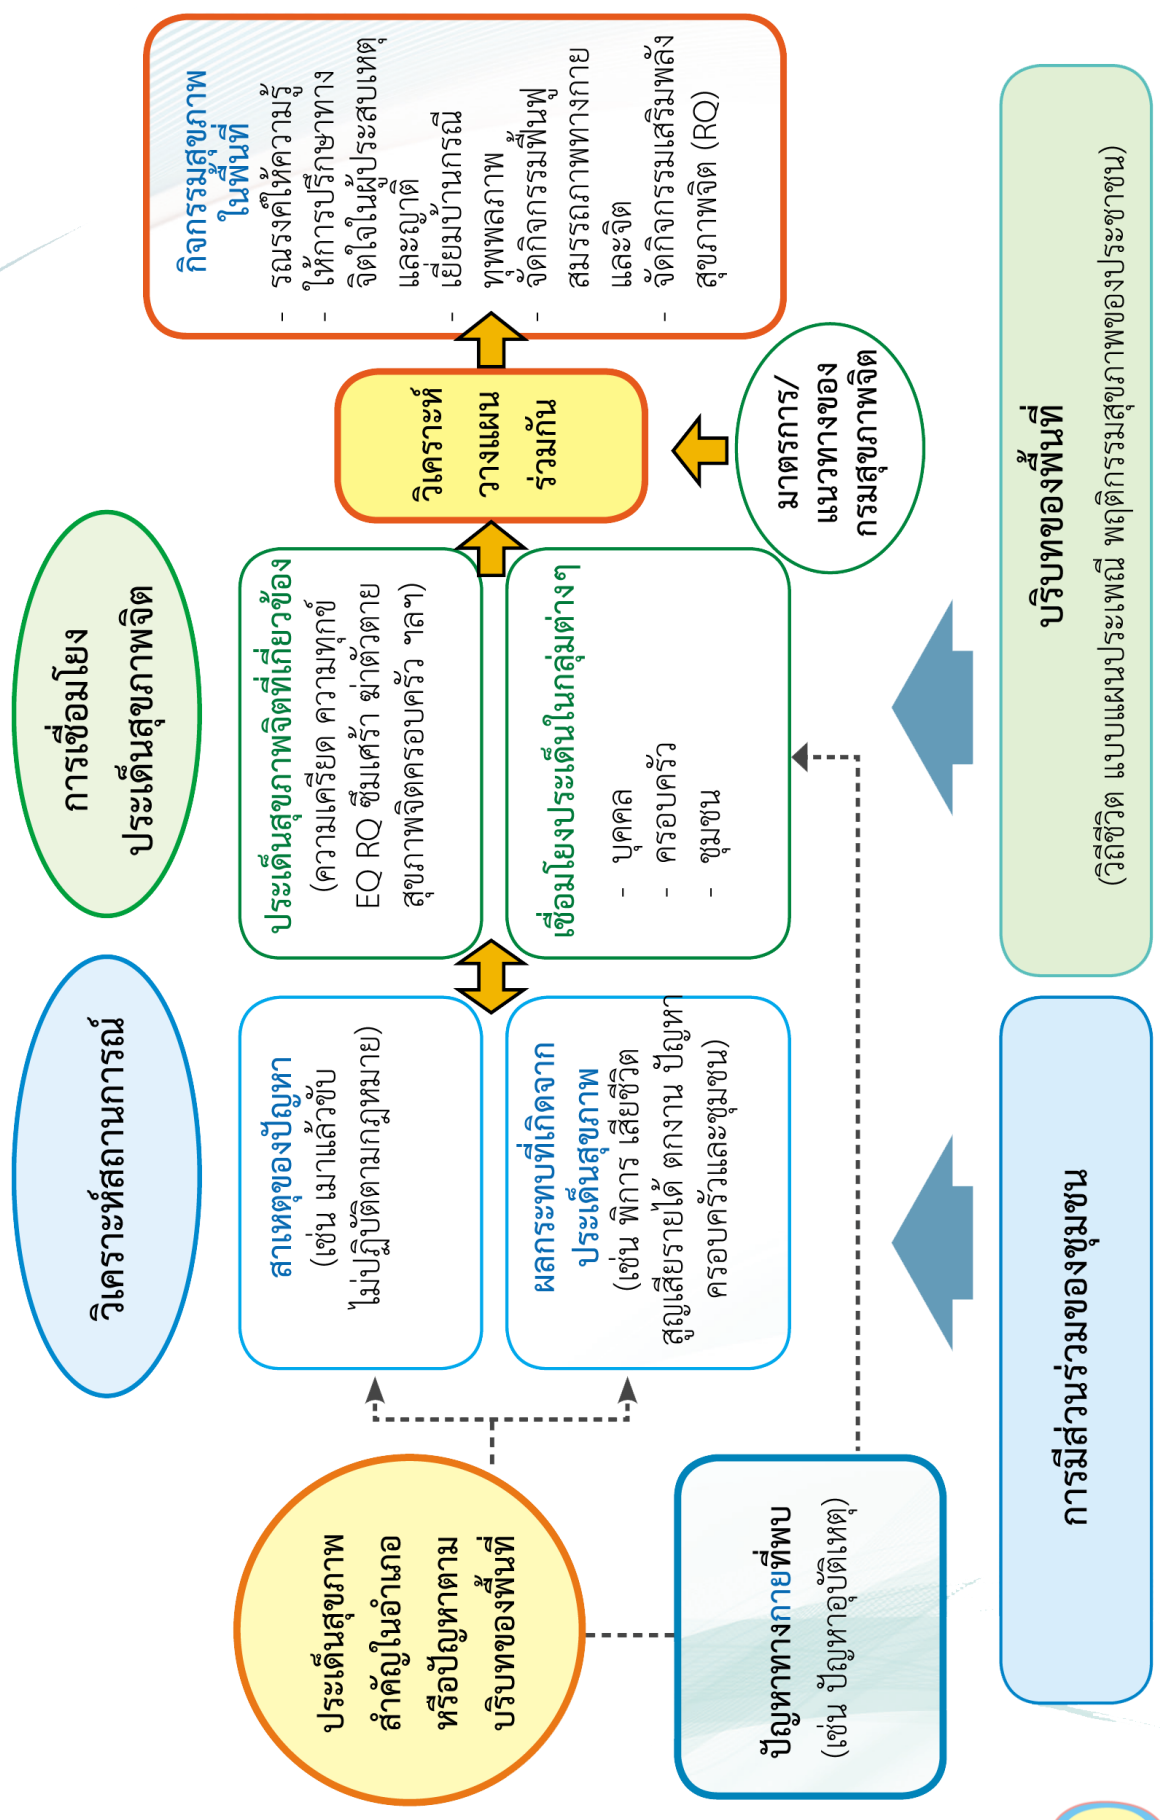 วิเคราะห์สถานการณ์
การเชื่อมโยง
ประเด็นสุขภาพจิต
ประเด็นสุขภาพ
สำคัญในอำเภอ
หรือปัญหาตาม
บริบทของพื้นที่
ปัญหาทางกายที่พบ
(เช่น ปัญหาอุบัติเหตุ)
สาเหตุของปัญหา
(เช่น เมาแล้วขับ
ไม่ปฏิบัติตามกฎหมาย)
ผลกระทบที่เกิดจาก
ประเด็นสุขภาพ
(เช่น พิการ เสียชีวิต
สูญเสียรายได้ ตกงาน ปัญหา
ครอบครัวและชุมชน)
ประเด็นสุขภาพจิตที่เกี่ยวข้อง
(ความเครียด ความทุกข์
EQ RQ ซึมเศร้า ฆ่าตัวตาย
สุขภาพจิตครอบครัว ฯลฯ)
เชื่อมโยงประเด็นในกลุ่มต่างๆ
- บุคคล
- ครอบครัว
- ชุมชน
วิเคราะห์
วางแผน
ร่วมกัน
มาตรการ/
แนวทางของ
กรมสุขภาพจิต
กิจกรรมสุขภาพ
ในพื้นที่
- รณรงค์ให้ความรู้
- ให้การปรึกษาทาง
จิตใจในผู้ประสบเหตุ
และญาติ
- เยี่ยมบ้านกรณี
ทุพพลภาพ
- จัดกิจกรรมฟื้นฟู
สมรรถภาพทางกาย
และจิต
- จัดกิจกรรมเสริมพลัง
สุขภาพจิต (RQ)
การมีส่วนร่วมของชุมชน
บริบทของพื้นที่
(วิถีชีวิต แบบแผนประเพณี พฤติกรรมสุขภาพของประชาชน)